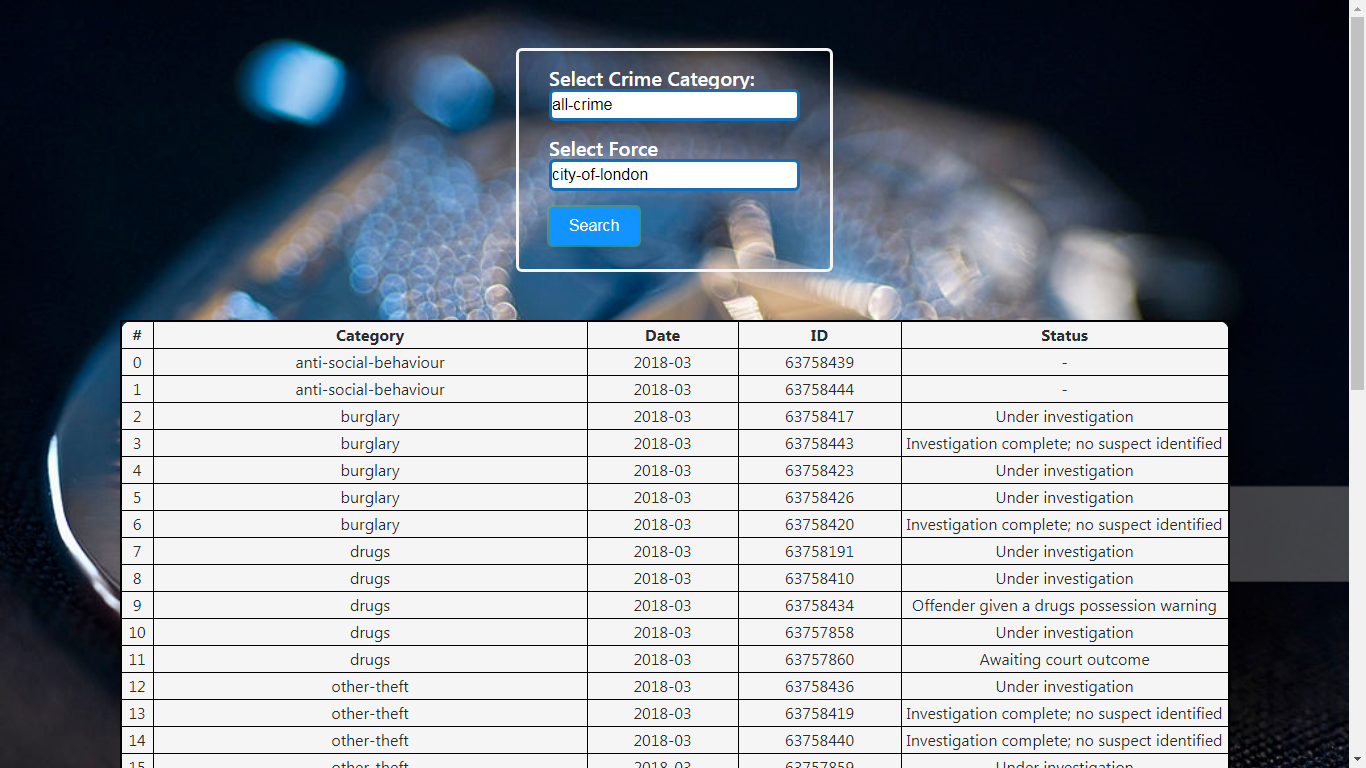 Select Crime Category:
all-crime
Select Force
city-of-london
Search
# Category Date ID Status
0 anti-social-behaviour 2018-03 63758439 -
1 anti-social-behaviour 2018-03 63758444 -
2 burglary 2018-03 63758417 Under investigation
3 burglary 2018-03 63758443 Investigation complete; no suspect identified
4 burglary 2018-03 63758423 Under investigation
5 burglary 2018-03 63758426 Under investigation
6 burglary 2018-03 63758420 Investigation complete; no suspect identified
7 drugs 2018-03 63758191 Under investigation
8 drugs 2018-03 63758410 Under investigation
9 drugs 2018-03 63758434 Offender given a drugs possession warning
10 drugs 2018-03 63757858 Under investigation
11 drugs 2018-03 63757860 Awaiting court outcome
12 other-theft 2018-03 63758436 Under investigation
13 other-theft 2018-03 63758419 Investigation complete; no suspect identified
14 other-theft 2018-03 63758440 Investigation complete; no suspect identified
15 other-theft 2018-03 63757859 Under investigation